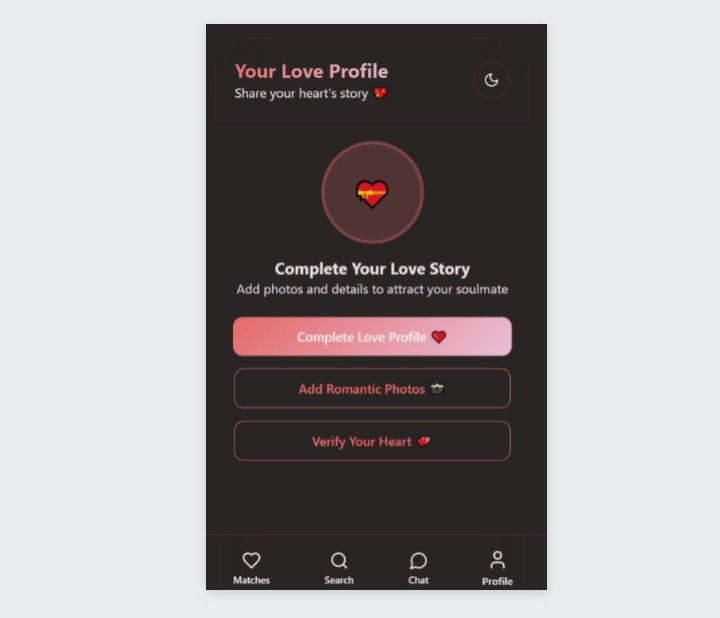 Your Love Profile
Share your heart's story 💖
Complete Your Love Story
Add photos and details to attract your soulmate
Complete Love Profile ❤️
Add Romantic Photos 📸
Verify Your Heart 💕
Matches
Search
Chat
Profile